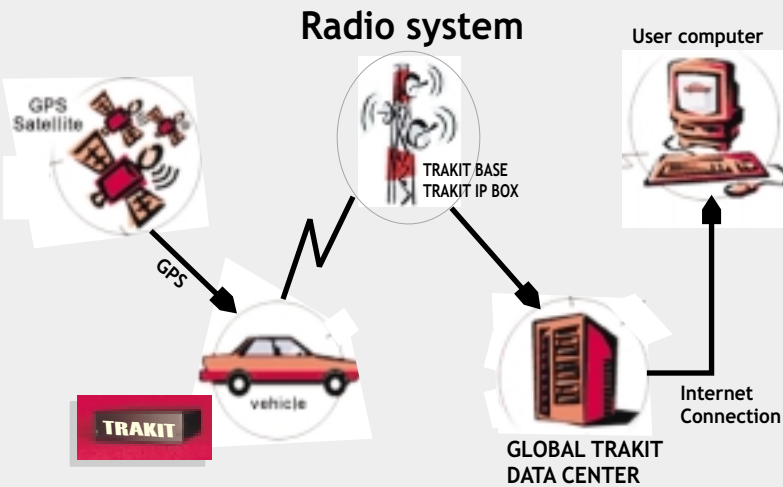 Radio system
User computer
GPS
Satellite
TRAKIT BASE
TRAKIT IP BOX
GPS
vehicle
TRAKIT
Internet
Connection
GLOBAL TRAKIT
DATA CENTER